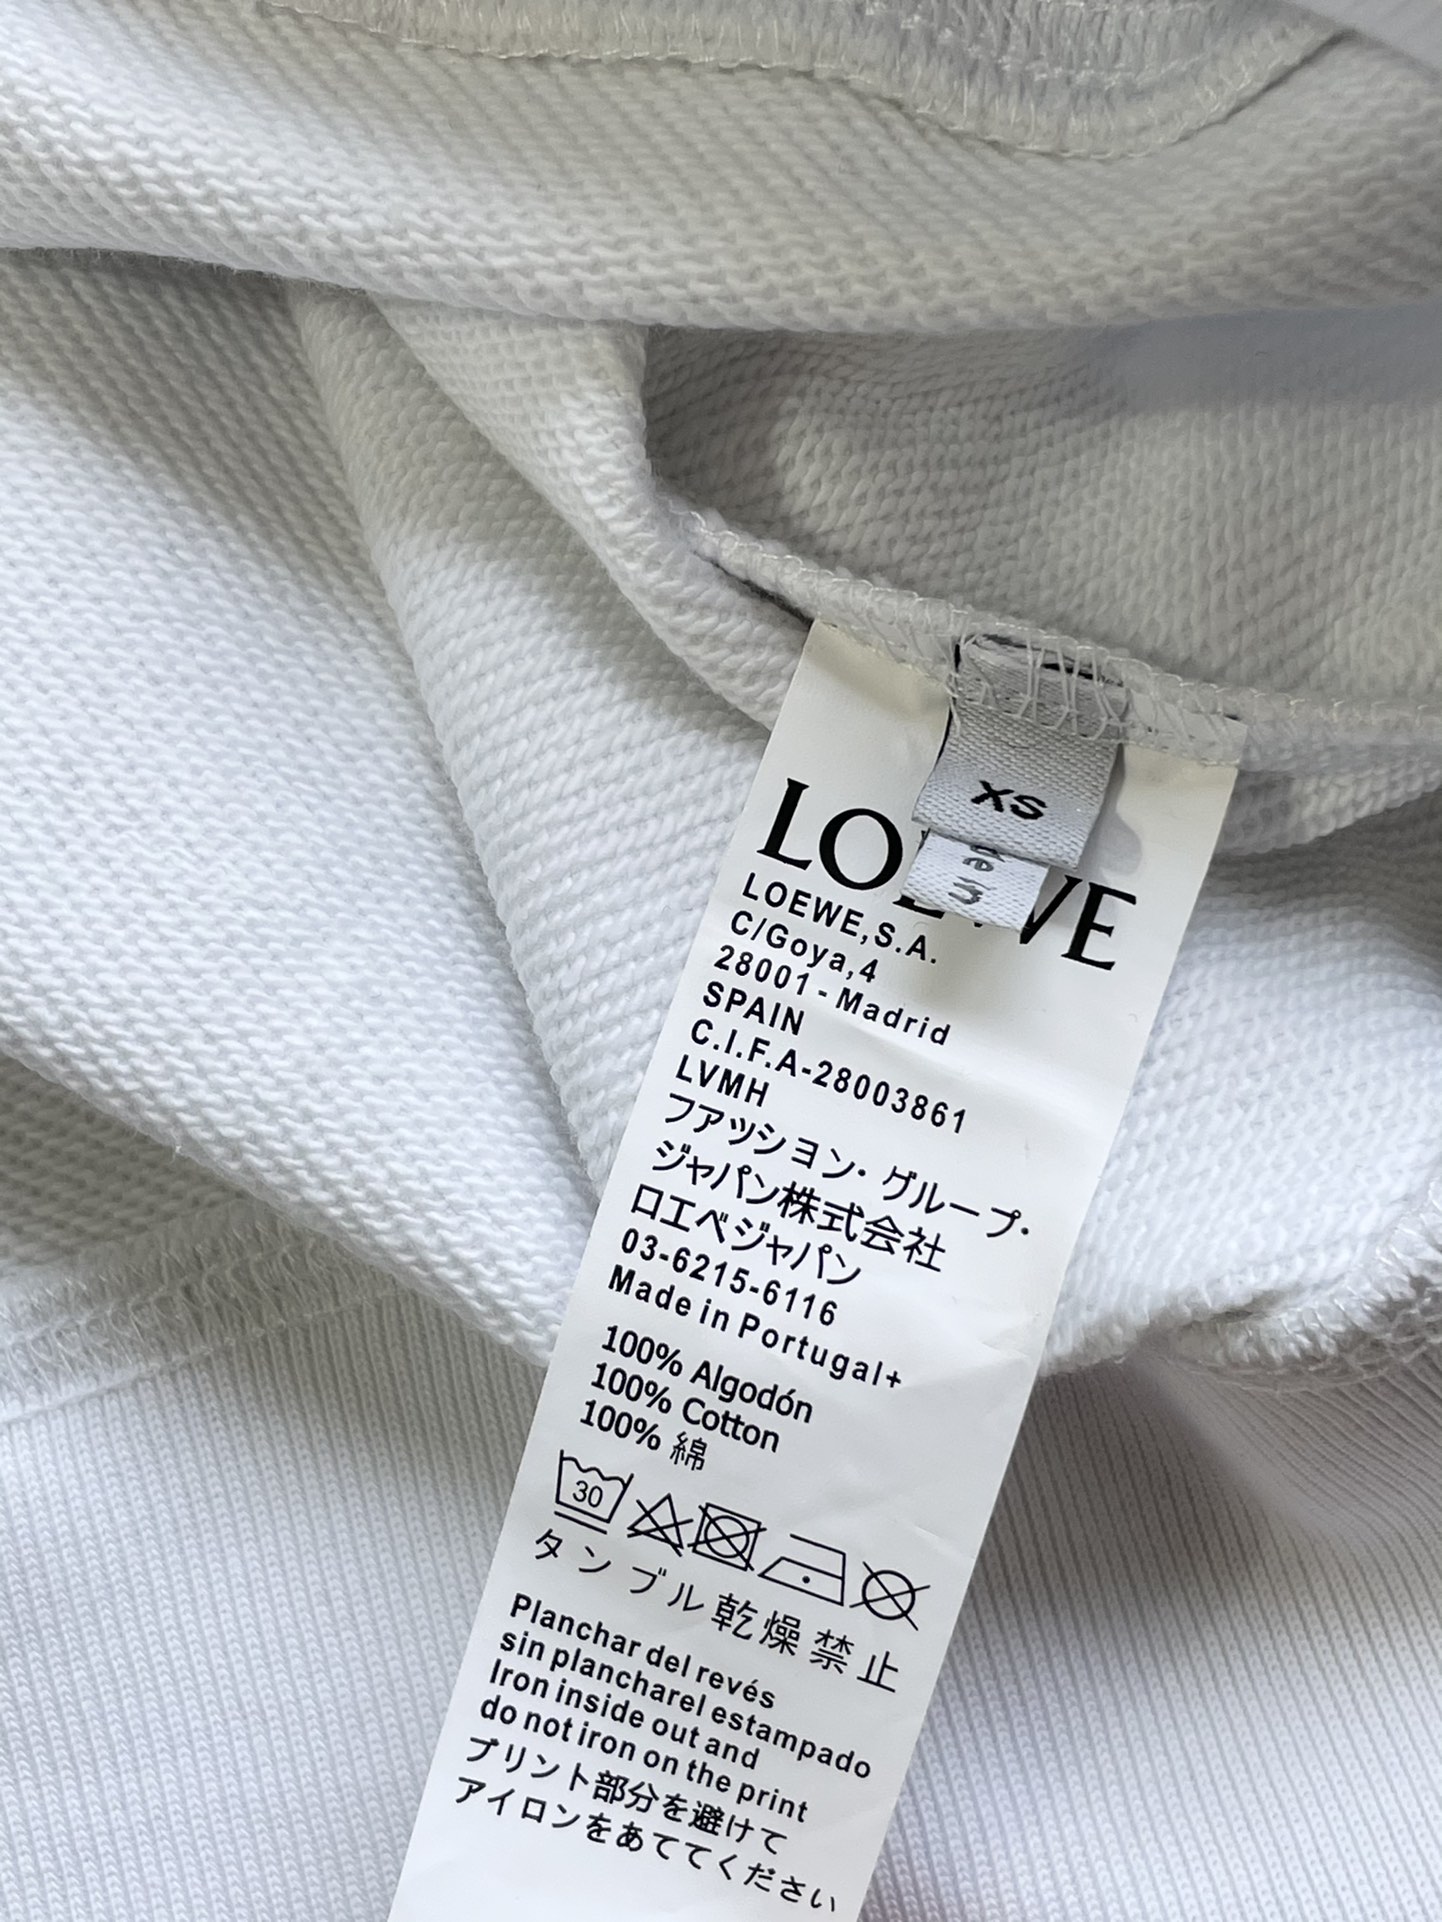 XS
LOEWE
LOEWE,S.A.
C/Goya,4
28001 - Madrid
SPAIN
C.I.F.A-28003861
LVMH
ファッション・グループ・
ジャパン株式会社
ロエベジャパン
03-6215-6116
Made in Portugal+
100% Algodón
100% Cotton
100% 綿
30
タンブル乾燥禁止
Planchar del revés
sin plancharel estampado
Iron inside out and
do not iron on the print
プリント部分を避けて
アイロンをあててください